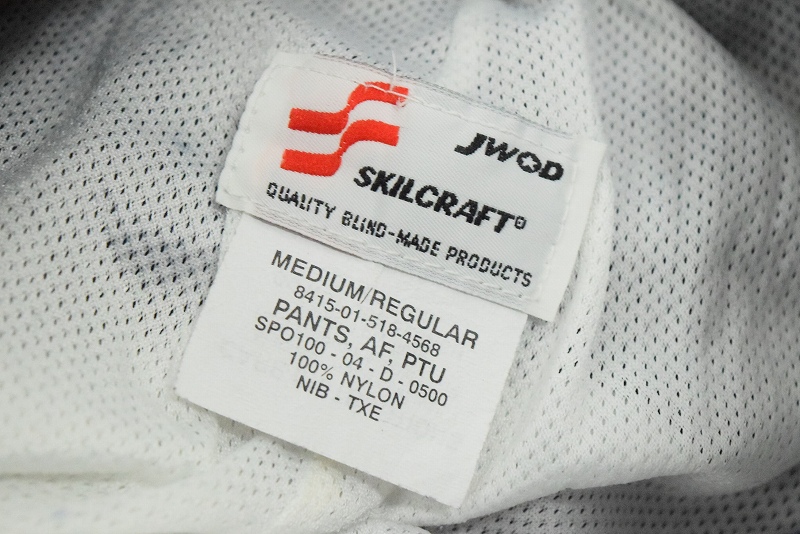 JWOD
SKILCRAFT®
QUALITY BLIND-MADE PRODUCTS
MEDIUM/REGULAR
8415-01-518-4568
PANTS, AF, PTU
SPO100 - 04 - D - 0500
100% NYLON
NIB - TXE